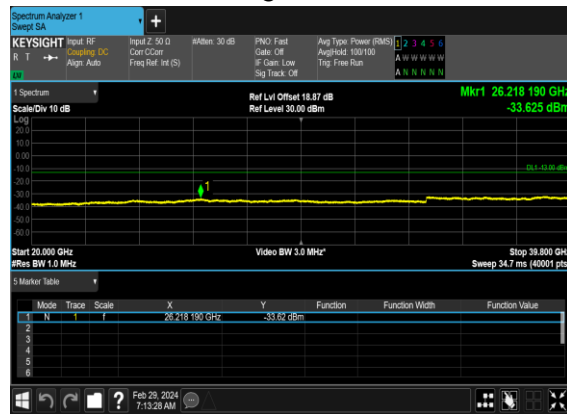 Spectrum Analyzer 1
Swept SA
KEYSIGHT Input: RF Input Z: 50 Ω #Atten: 30 dB PNO: Fast Avg Type: Power (RMS) 1 2 3 4 5 6
R T Coupling: DC Corr CCorr Gate: Off Avg|Hold: 100/100 A W W W W W
Align: Auto Freq Ref: Int (S) IF Gain: Low Trig: Free Run
Sig Track: Off A N N N N N
1 Spectrum Ref Lvl Offset 18.87 dB Mkr1 26.218 190 GHz
Scale/Div 10 dB Ref Level 30.00 dBm -33.625 dBm
Log
20.0
10.0
0.00
-10.0 DL1 -13.00 dBm
-20.0
-30.0 1
-40.0
-50.0
-60.0
Start 20.000 GHz Video BW 3.0 MHz* Stop 39.800 GH
#Res BW 1.0 MHz Sweep 34.7 ms (40001 pts
5 Marker Table
Mode Trace Scale X Y Function Function Width Function Value
1 N 1 f 26.218 190 GHz -33.62 dBm
2
3
4
5
6
? Feb 29, 2024
7:13:28 AM